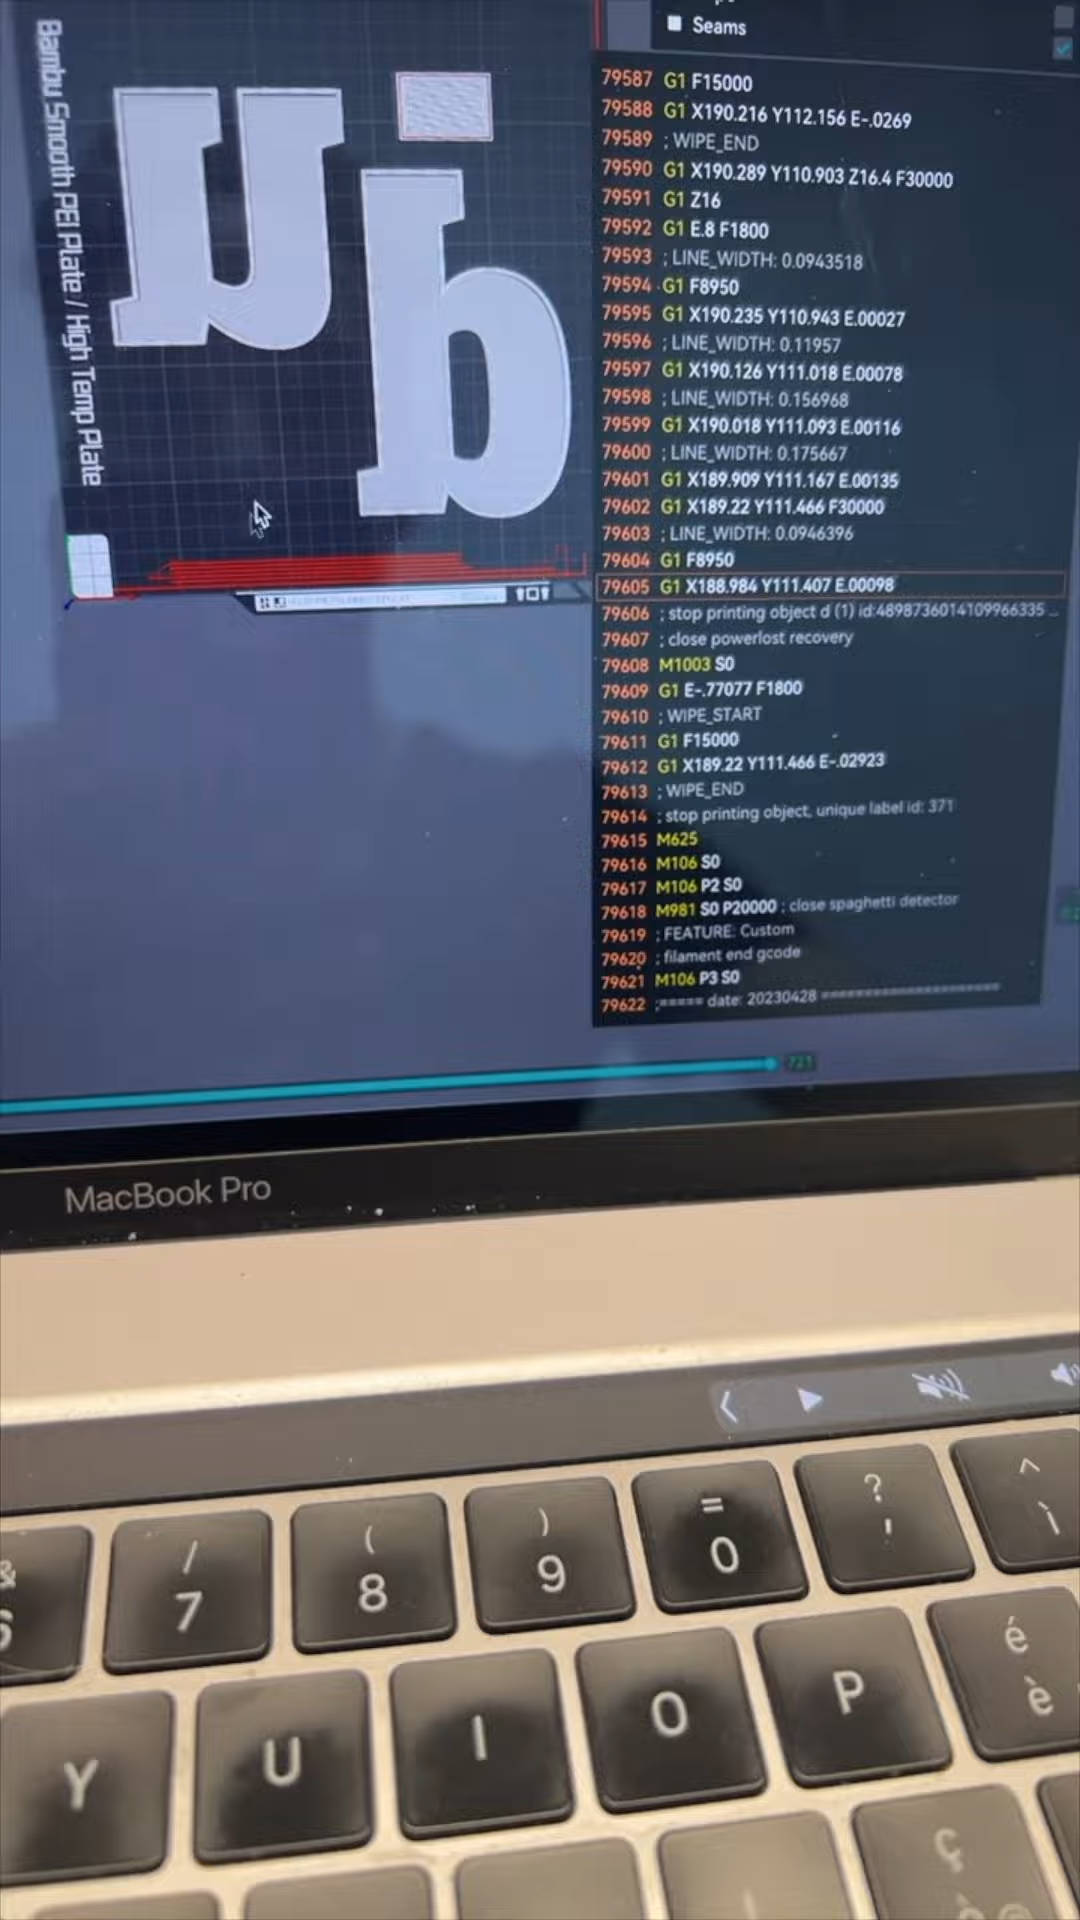 Bambu Smooth PEI Plate / High Temp Plate
Seams
79587 G1 F15000
79588 G1 X190.216 Y112.156 E-.0269
79589 ; WIPE_END
79590 G1 X190.289 Y110.903 Z16.4 F30000
79591 G1 Z16
79592 G1 E.8 F1800
79593 ; LINE_WIDTH: 0.0943518
79594 G1 F8950
79595 G1 X190.235 Y110.943 E.00027
79596 ; LINE_WIDTH: 0.11957
79597 G1 X190.126 Y111.018 E.00078
79598 ; LINE_WIDTH: 0.156968
79599 G1 X190.018 Y111.093 E.00116
79600 ; LINE_WIDTH: 0.175667
79601 G1 X189.909 Y111.167 E.00135
79602 G1 X189.22 Y111.466 F30000
79603 ; LINE_WIDTH: 0.0946396
79604 G1 F8950
79605 G1 X188.984 Y111.407 E.00098
79606 ; stop printing object d (1) id:4898736014109966335 ...
79607 ; close powerlost recovery
79608 M1003 S0
79609 G1 E-.77077 F1800
79610 ; WIPE_START
79611 G1 F15000
79612 G1 X189.22 Y111.466 E-.02923
79613 ; WIPE_END
79614 ; stop printing object, unique label id: 371
79615 M625
79616 M106 S0
79617 M106 P2 S0
79618 M981 S0 P20000 ; close spaghetti detector
79619 ; FEATURE: Custom
79620 ; filament end gcode
79621 M106 P3 S0
79622 ;===== date: 20230428 =====================
721
MacBook Pro
& / ( ) = ? ^
6 7 8 9 0 ' ì
Y U I O P é è
ç